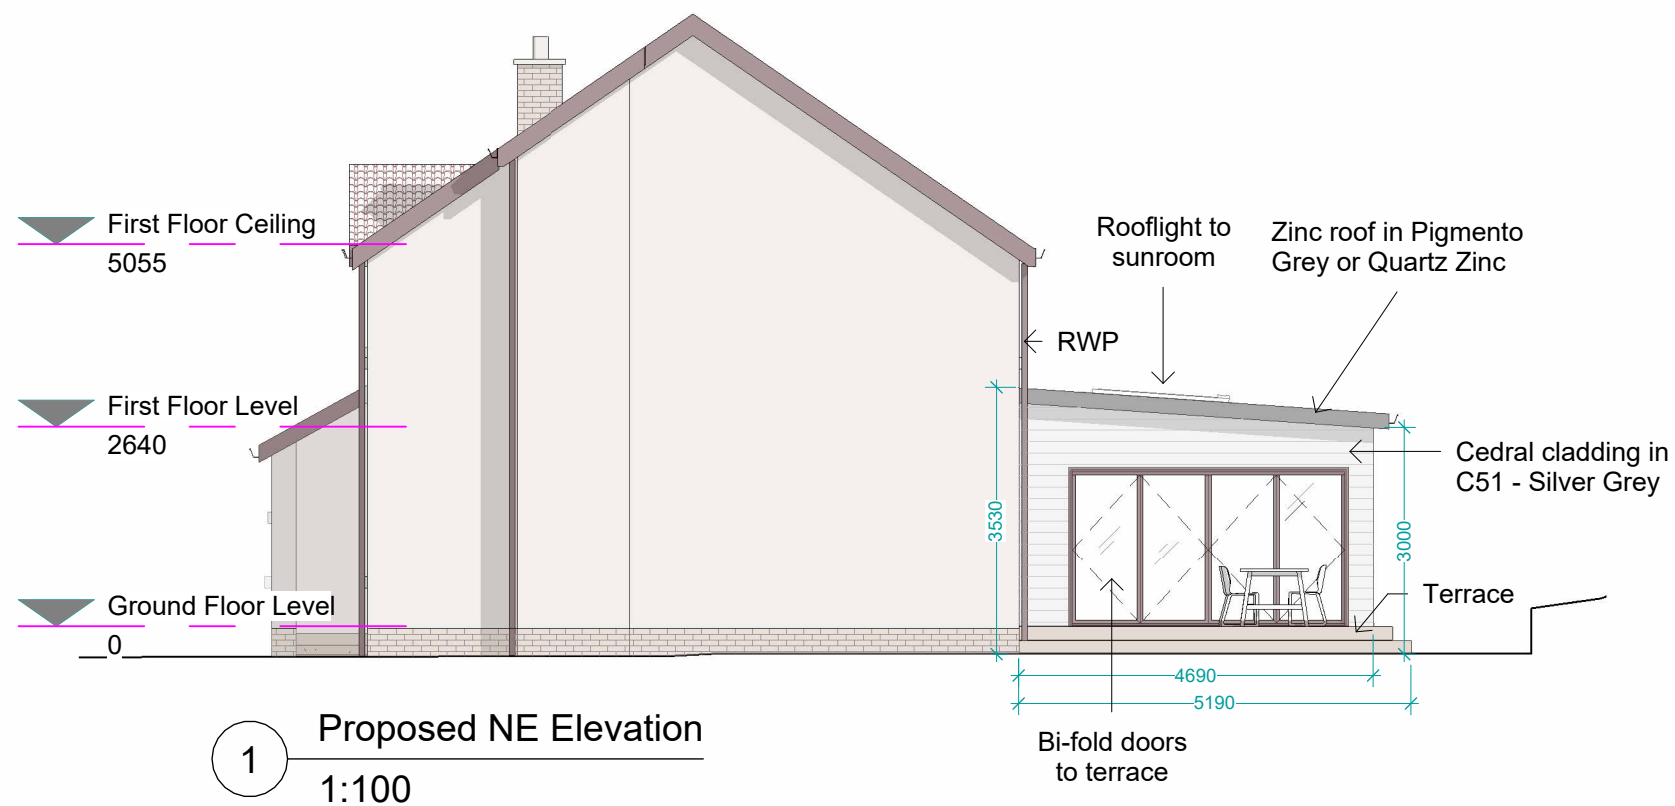 First Floor Ceiling
5055
First Floor Level
2640
Ground Floor Level
0
Rooflight to
sunroom
Zinc roof in Pigmento
Grey or Quartz Zinc
RWP
Cedral cladding in
C51 - Silver Grey
3530
3000
Terrace
4690
5190
Bi-fold doors
to terrace
1
Proposed NE Elevation
1:100